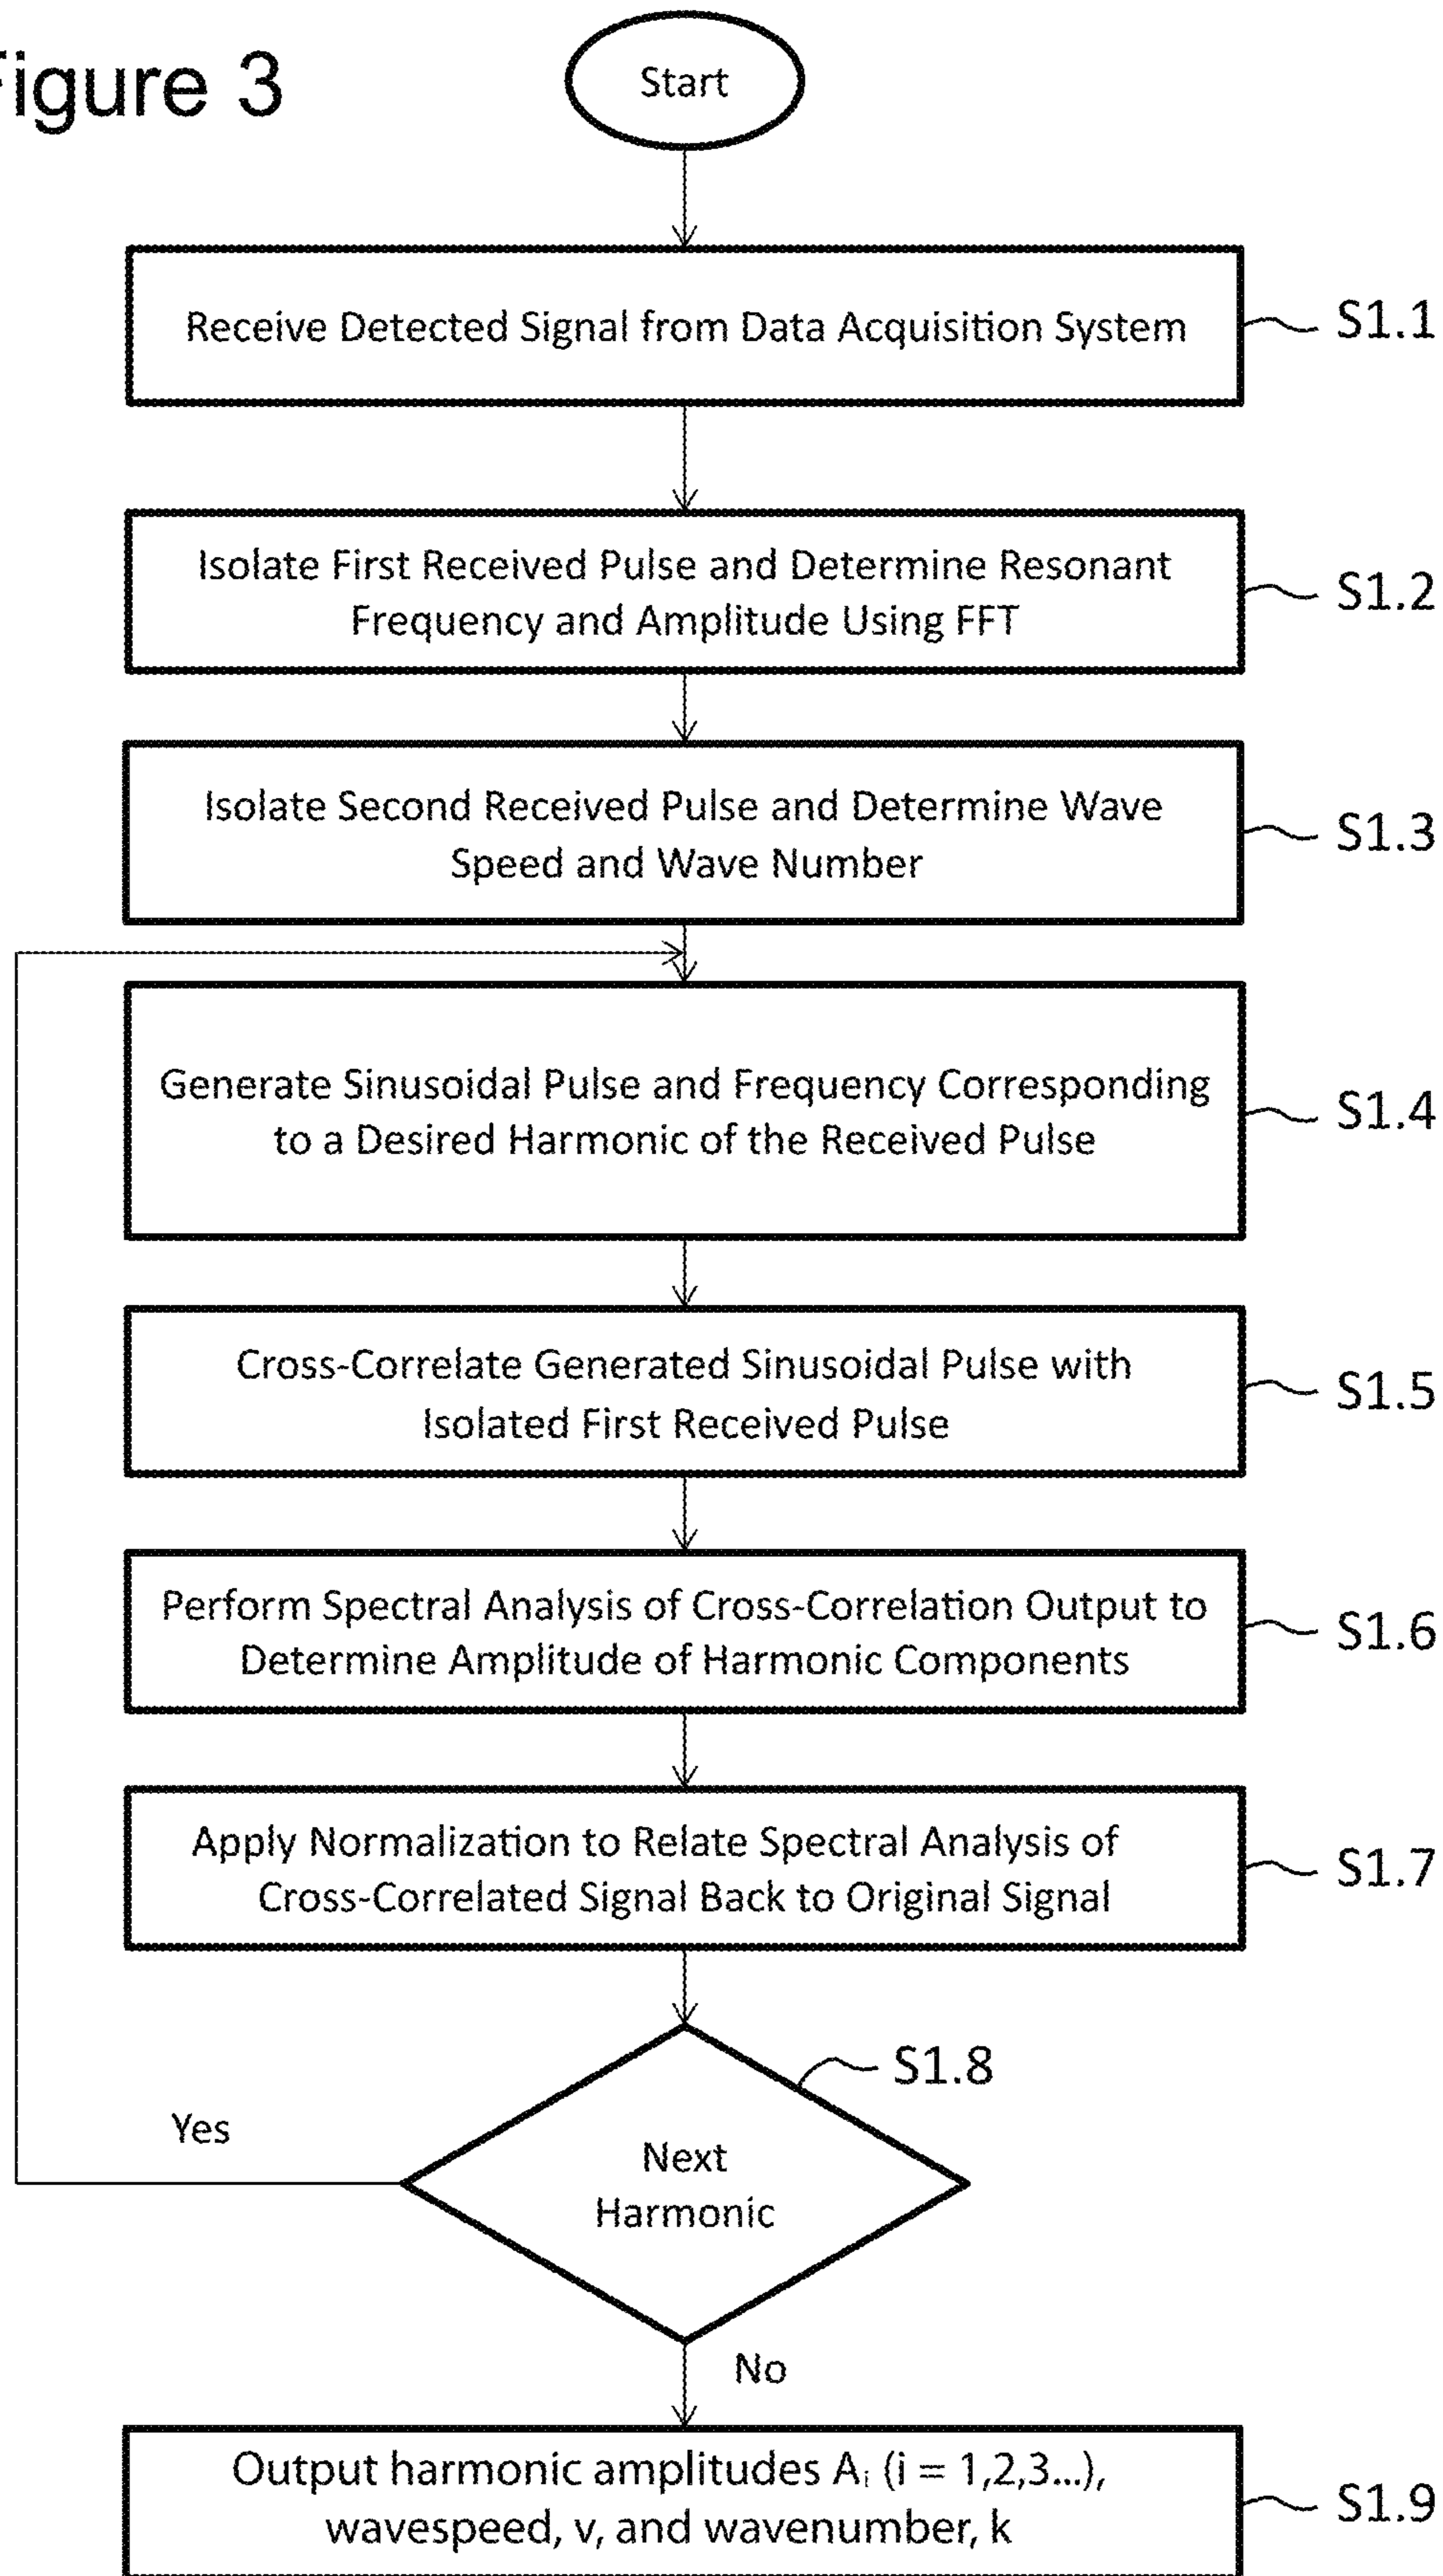 Figure 3
Start
Receive Detected Signal from Data Acquisition System
S1.1
Isolate First Received Pulse and Determine Resonant
Frequency and Amplitude Using FFT
S1.2
Isolate Second Received Pulse and Determine Wave
Speed and Wave Number
S1.3
Generate Sinusoidal Pulse and Frequency Corresponding
to a Desired Harmonic of the Received Pulse
S1.4
Cross-Correlate Generated Sinusoidal Pulse with
Isolated First Received Pulse
S1.5
Perform Spectral Analysis of Cross-Correlation Output to
Determine Amplitude of Harmonic Components
S1.6
Apply Normalization to Relate Spectral Analysis of
Cross-Correlated Signal Back to Original Signal
S1.7
S1.8
Yes
Next
Harmonic
No
Output harmonic amplitudes Aᵢ (i = 1,2,3...),
wavespeed, v, and wavenumber, k
S1.9